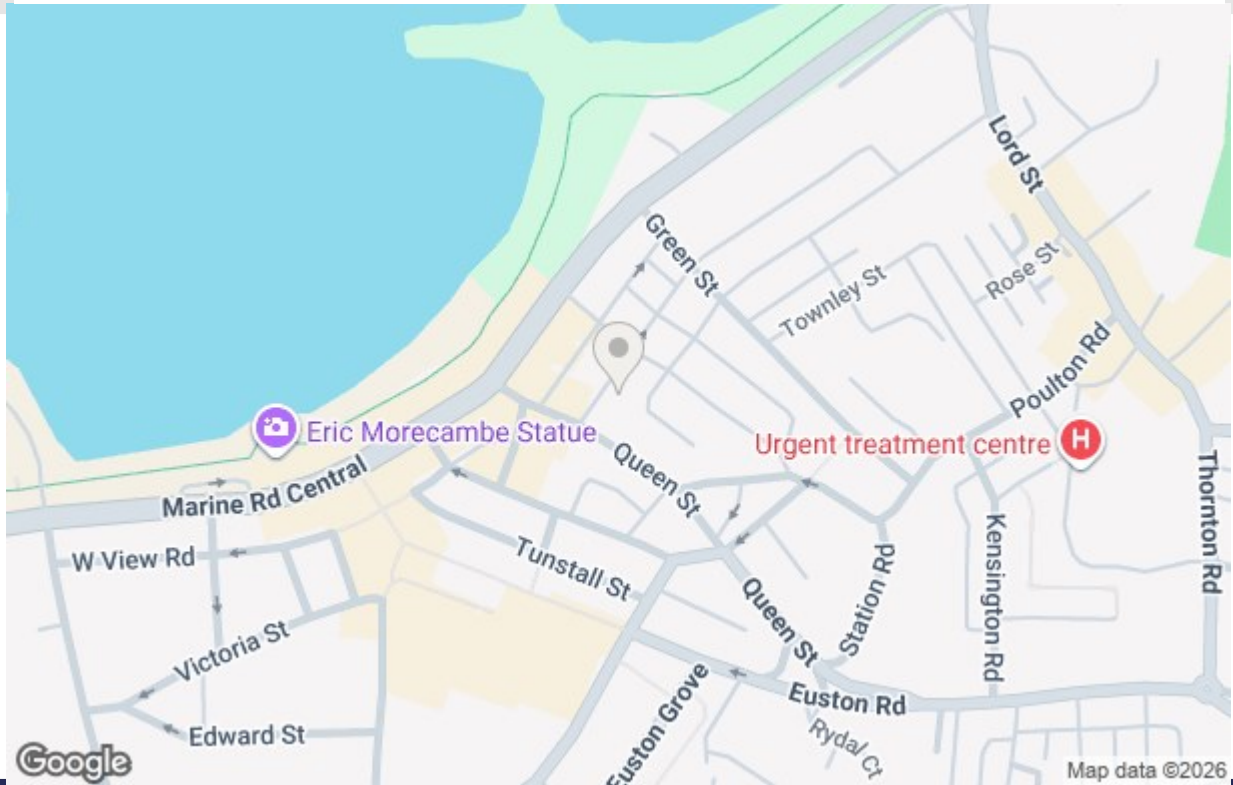 Lord St
Green St
Townley St
Rose St
Poulton Rd
Eric Morecambe Statue
Urgent treatment centre
H
Queen St
Marine Rd Central
Thornton Rd
Kensington Rd
W View Rd
Tunstall St
Station Rd
Queen St
Victoria St
Euston Rd
Euston Grove
Edward St
Rydal Ct
Google
Map data ©2026